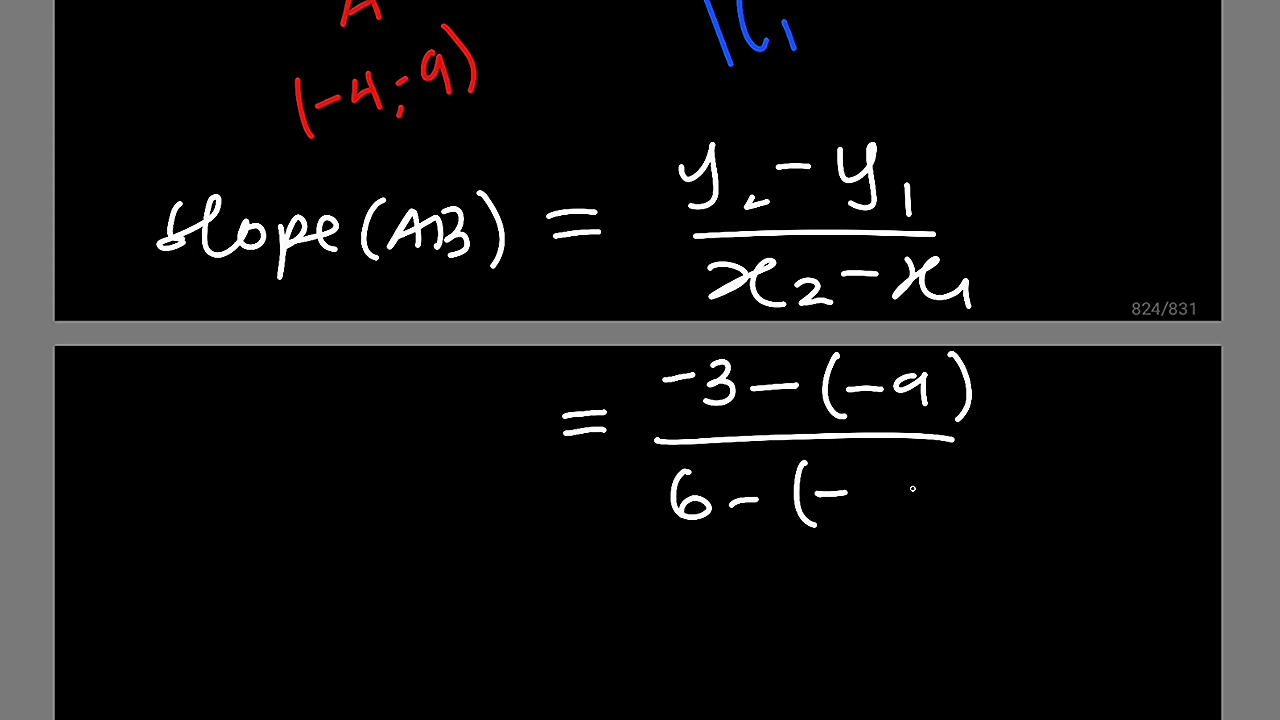 A
(-4;-9)
Slope(AB) = y₂ - y₁
x₂ - x₁
824/831
= -3 - (-9)
6 - (-